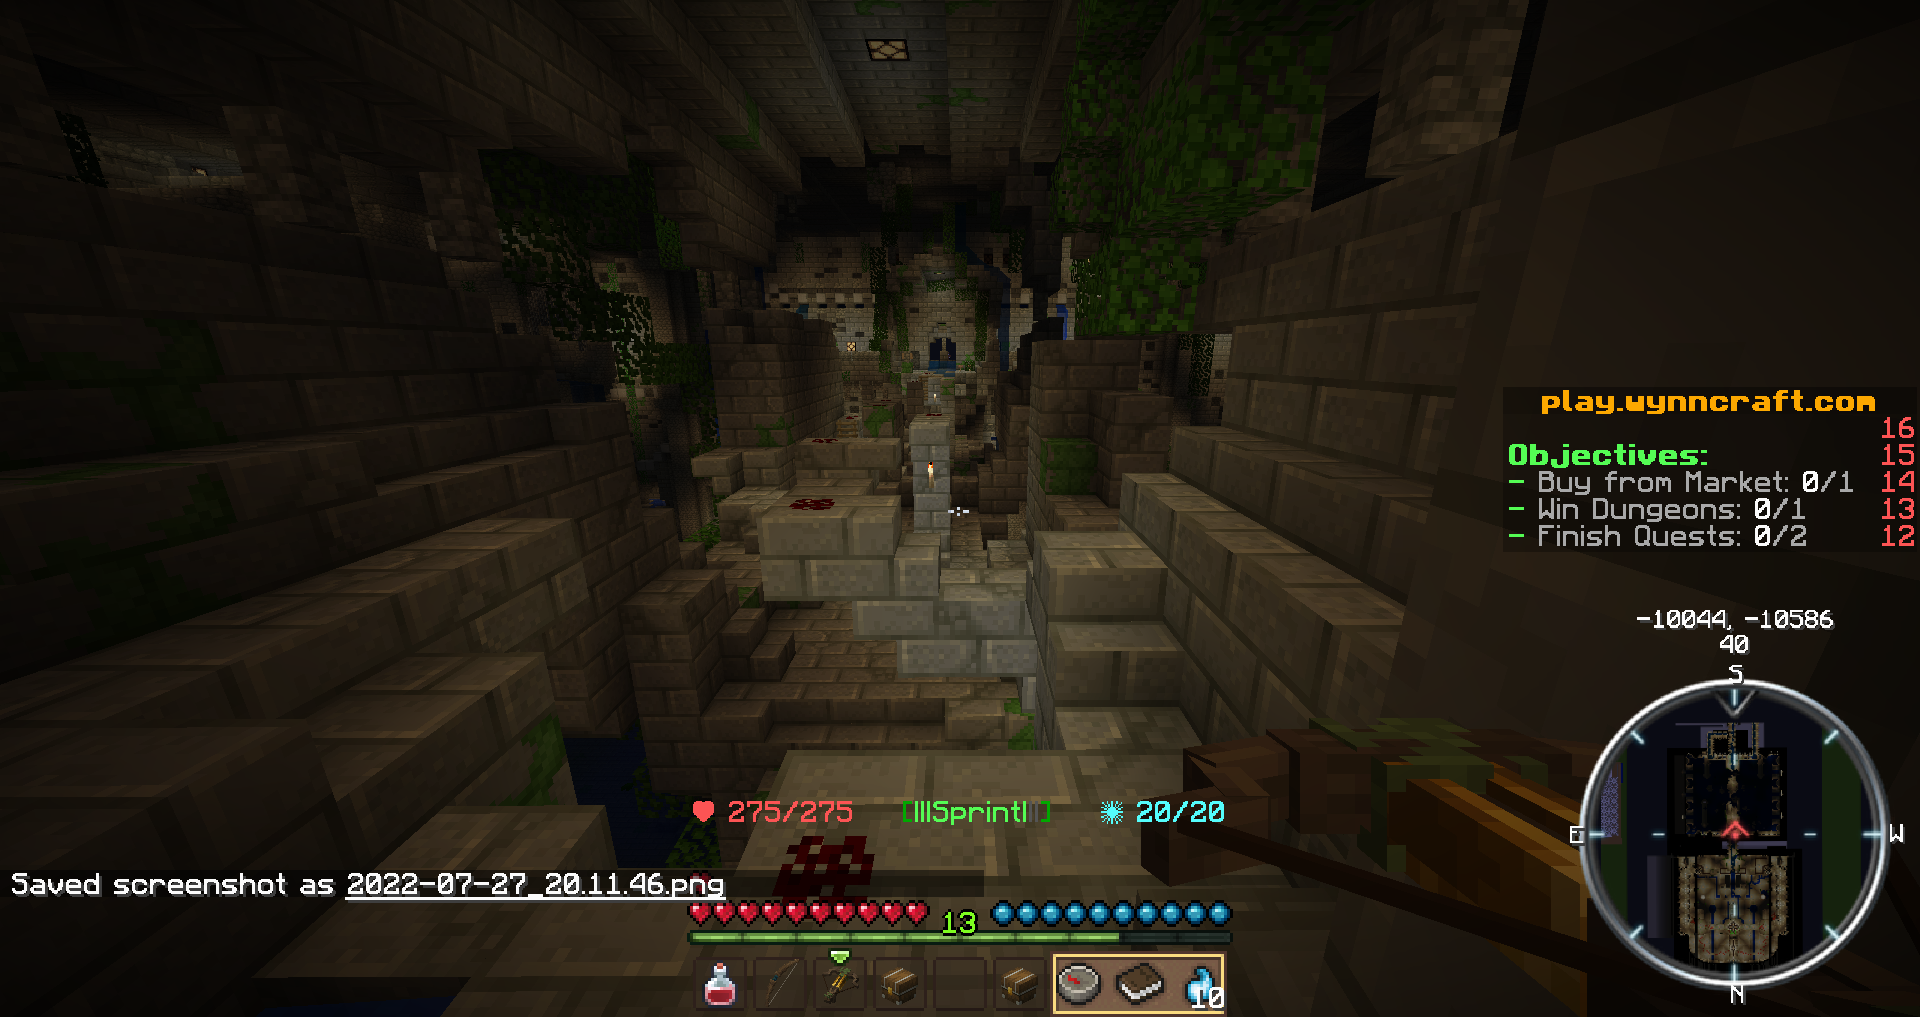 play.wynncraft.com
16
Objectives: 15
- Buy from Market: 0/1 14
- Win Dungeons: 0/1 13
- Finish Quests: 0/2 12
-10044, -10586
40
S
E
W
N
275/275 [|||Sprint|||] 20/20
Saved screenshot as 2022-07-27_20.11.46.png
13
10